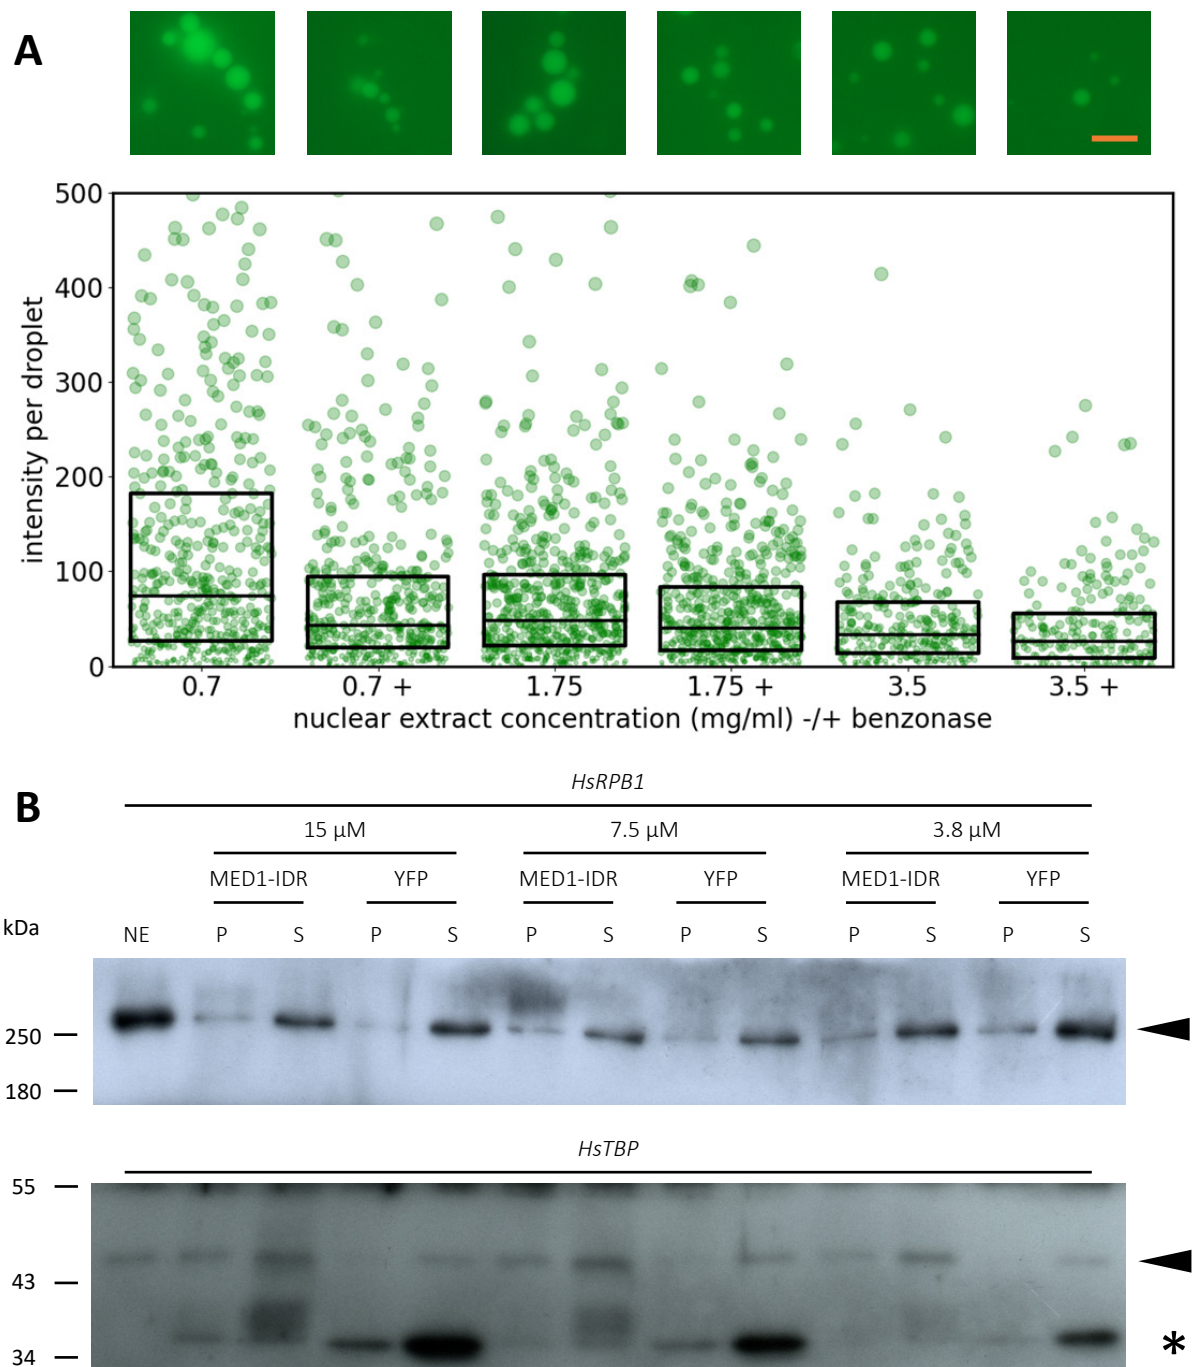 A
500
400
300
200
100
0
intensity per droplet
0.7 0.7 + 1.75 1.75 + 3.5 3.5 +
nuclear extract concentration (mg/ml) -/+ benzonase
B
HsRPB1
15 μM 7.5 μM 3.8 μM
MED1-IDR YFP MED1-IDR YFP MED1-IDR YFP
kDa
NE P S P S P S P S P S P S
250
180
HsTBP
55
43
34
*